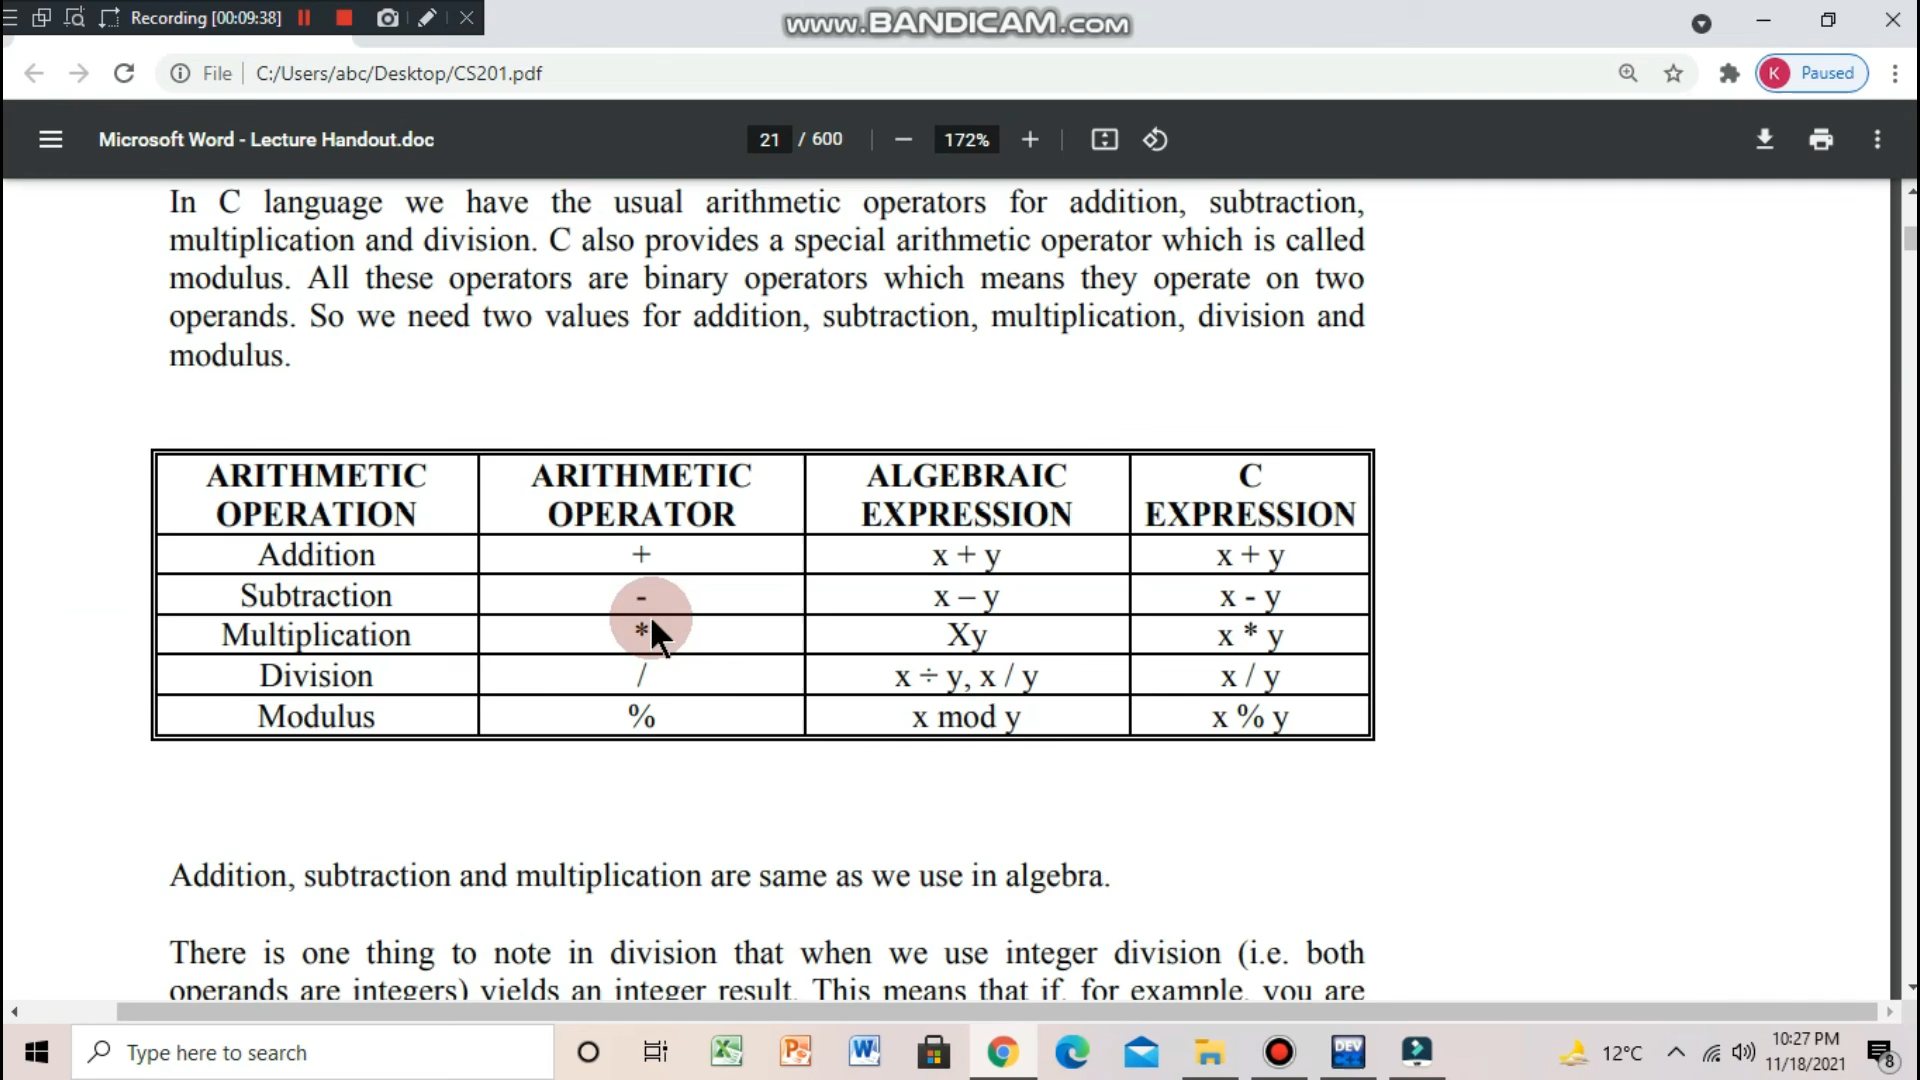 Recording [00:09:38]
www.BANDICAM.com
File
C:/Users/abc/Desktop/CS201.pdf
K
Paused
Microsoft Word - Lecture Handout.doc
21 / 600
172%
In C language we have the usual arithmetic operators for addition, subtraction,
multiplication and division. C also provides a special arithmetic operator which is called
modulus. All these operators are binary operators which means they operate on two
operands. So we need two values for addition, subtraction, multiplication, division and
modulus.
ARITHMETIC OPERATION ARITHMETIC OPERATOR ALGEBRAIC EXPRESSION C EXPRESSION
Addition + x + y x + y
Subtraction - x – y x - y
Multiplication * Xy x * y
Division / x ÷ y, x / y x / y
Modulus % x mod y x % y
Addition, subtraction and multiplication are same as we use in algebra.
There is one thing to note in division that when we use integer division (i.e. both
operands are integers) yields an integer result. This means that if, for example, you are
Type here to search
DEV
12°C
10:27 PM
11/18/2021
8